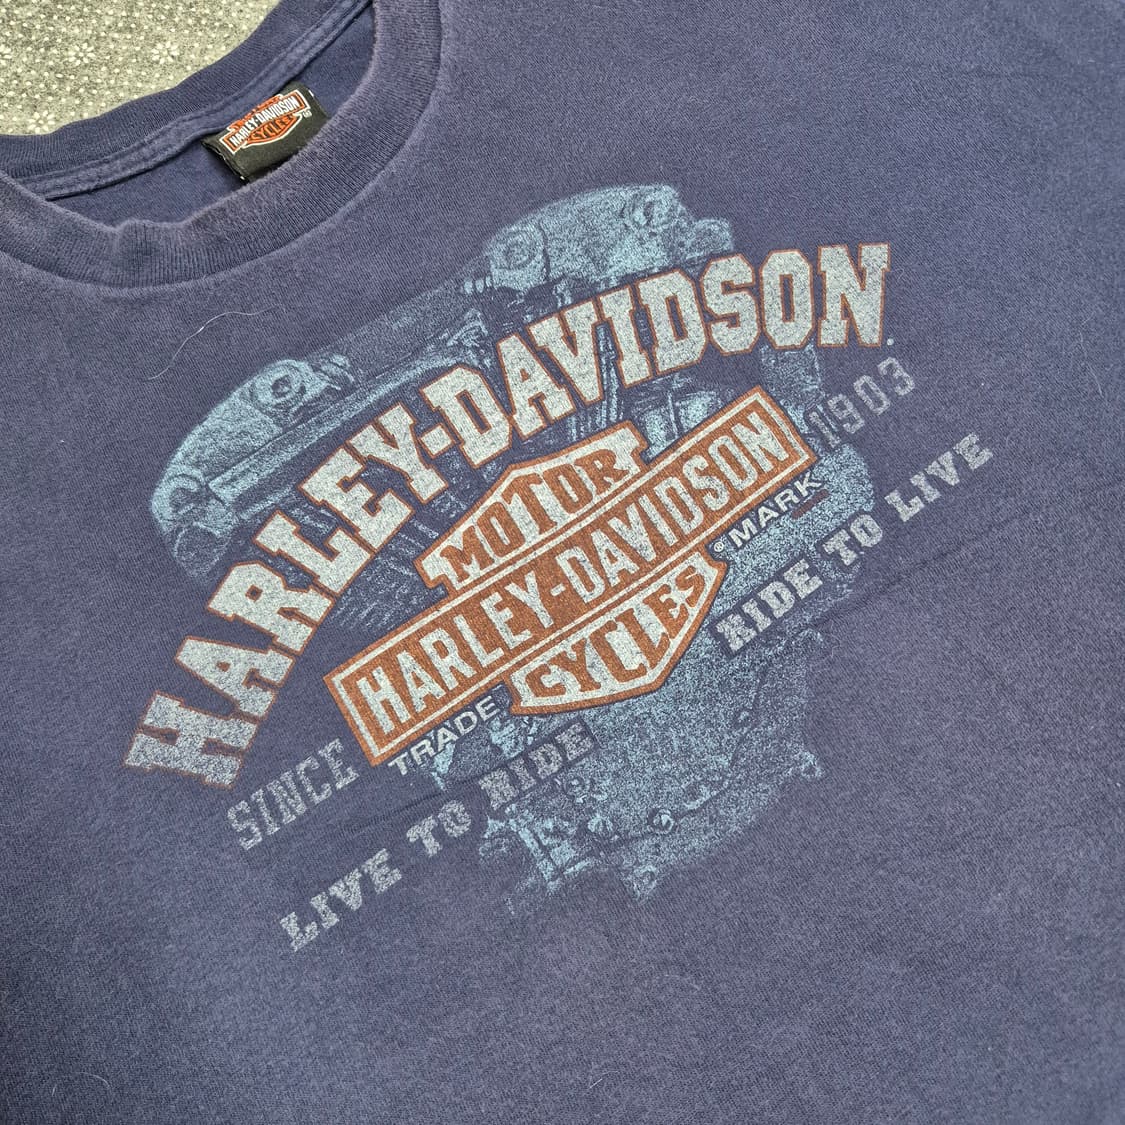 HARLEY-DAVIDSON
CYCLES
HARLEY-DAVIDSON.
MOTOR
HARLEY-DAVIDSON
CYCLES
TRADE ® MARK
SINCE 1903
LIVE TO RIDE RIDE TO LIVE